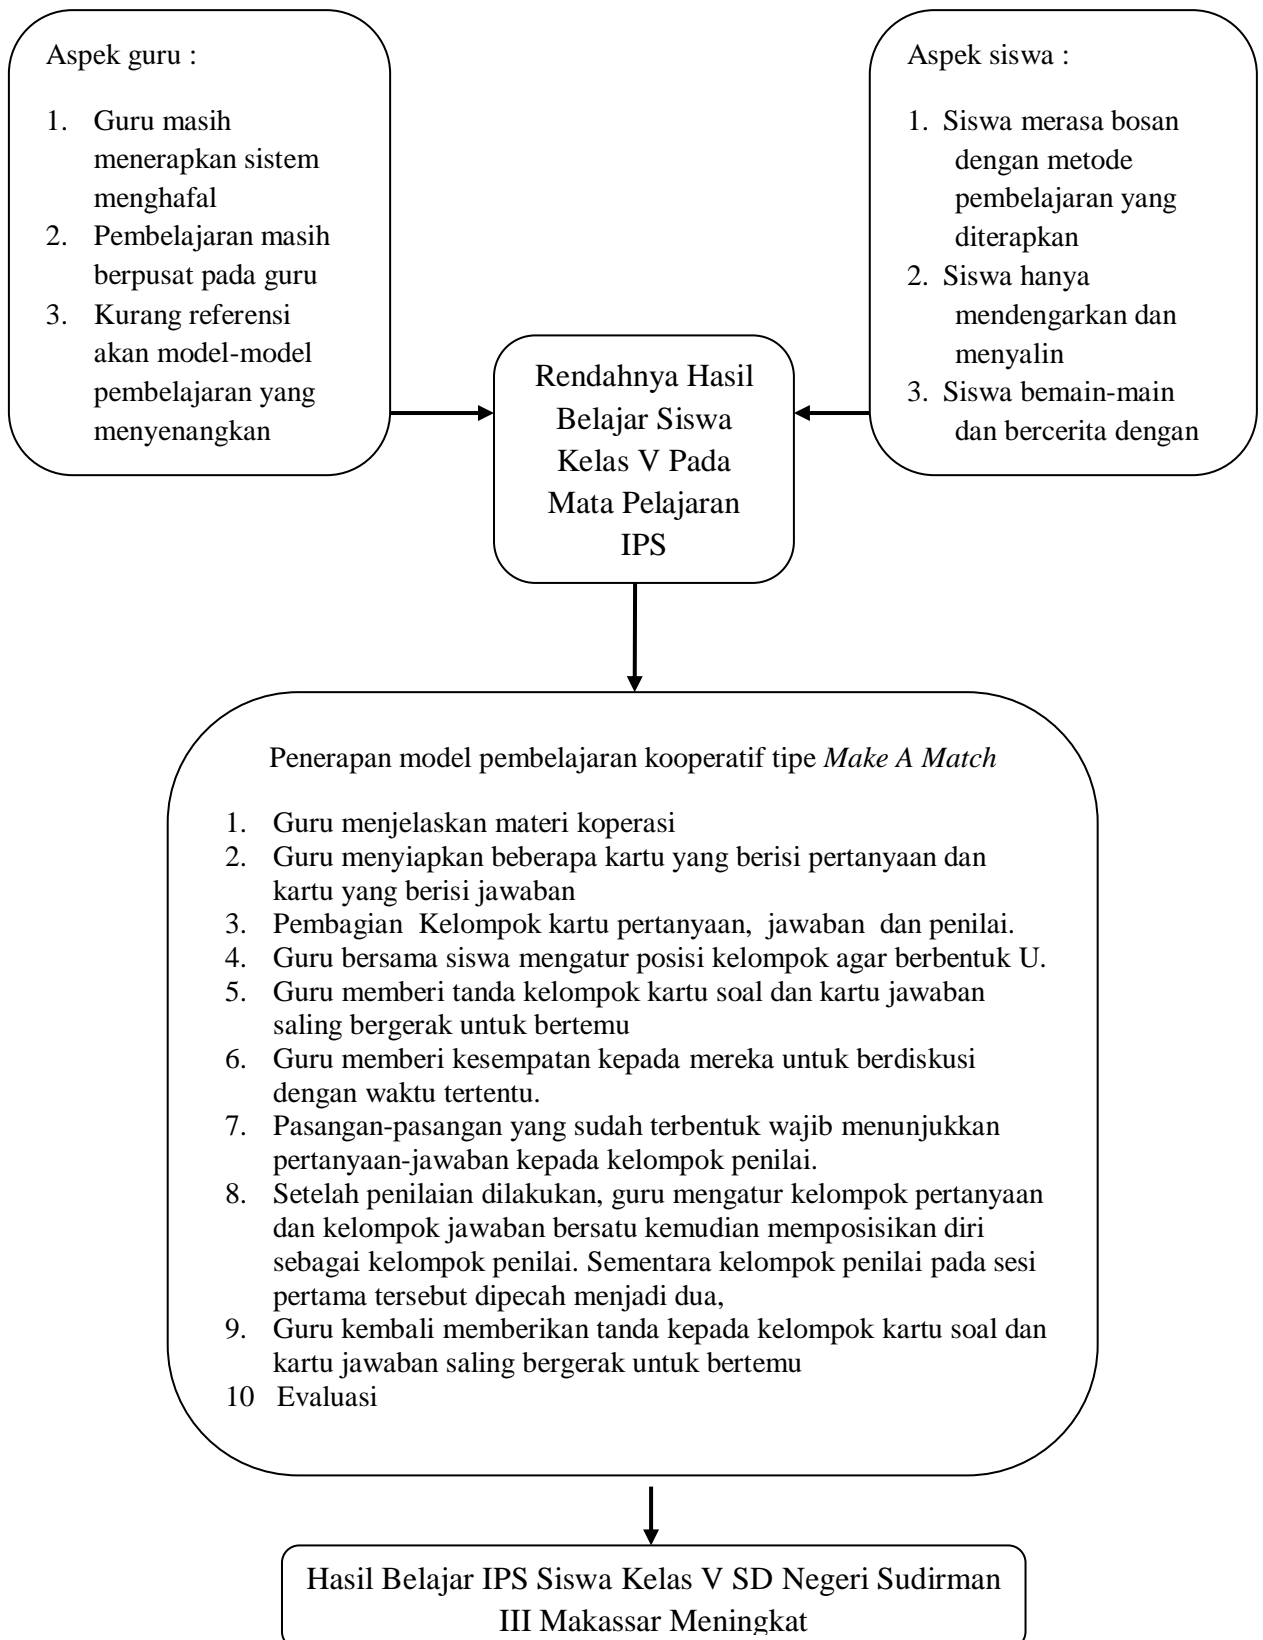 Aspek guru :
1. Guru masih
menerapkan sistem
menghafal
2. Pembelajaran masih
berpusat pada guru
3. Kurang referensi
akan model-model
pembelajaran yang
menyenangkan
Aspek siswa :
1. Siswa merasa bosan
dengan metode
pembelajaran yang
diterapkan
2. Siswa hanya
mendengarkan dan
menyalin
3. Siswa bemain-main
dan bercerita dengan
Rendahnya Hasil
Belajar Siswa
Kelas V Pada
Mata Pelajaran
IPS
Penerapan model pembelajaran kooperatif tipe Make A Match
1. Guru menjelaskan materi koperasi
2. Guru menyiapkan beberapa kartu yang berisi pertanyaan dan
kartu yang berisi jawaban
3. Pembagian Kelompok kartu pertanyaan, jawaban dan penilai.
4. Guru bersama siswa mengatur posisi kelompok agar berbentuk U.
5. Guru memberi tanda kelompok kartu soal dan kartu jawaban
saling bergerak untuk bertemu
6. Guru memberi kesempatan kepada mereka untuk berdiskusi
dengan waktu tertentu.
7. Pasangan-pasangan yang sudah terbentuk wajib menunjukkan
pertanyaan-jawaban kepada kelompok penilai.
8. Setelah penilaian dilakukan, guru mengatur kelompok pertanyaan
dan kelompok jawaban bersatu kemudian memposisikan diri
sebagai kelompok penilai. Sementara kelompok penilai pada sesi
pertama tersebut dipecah menjadi dua,
9. Guru kembali memberikan tanda kepada kelompok kartu soal dan
kartu jawaban saling bergerak untuk bertemu
10 Evaluasi
Hasil Belajar IPS Siswa Kelas V SD Negeri Sudirman
III Makassar Meningkat